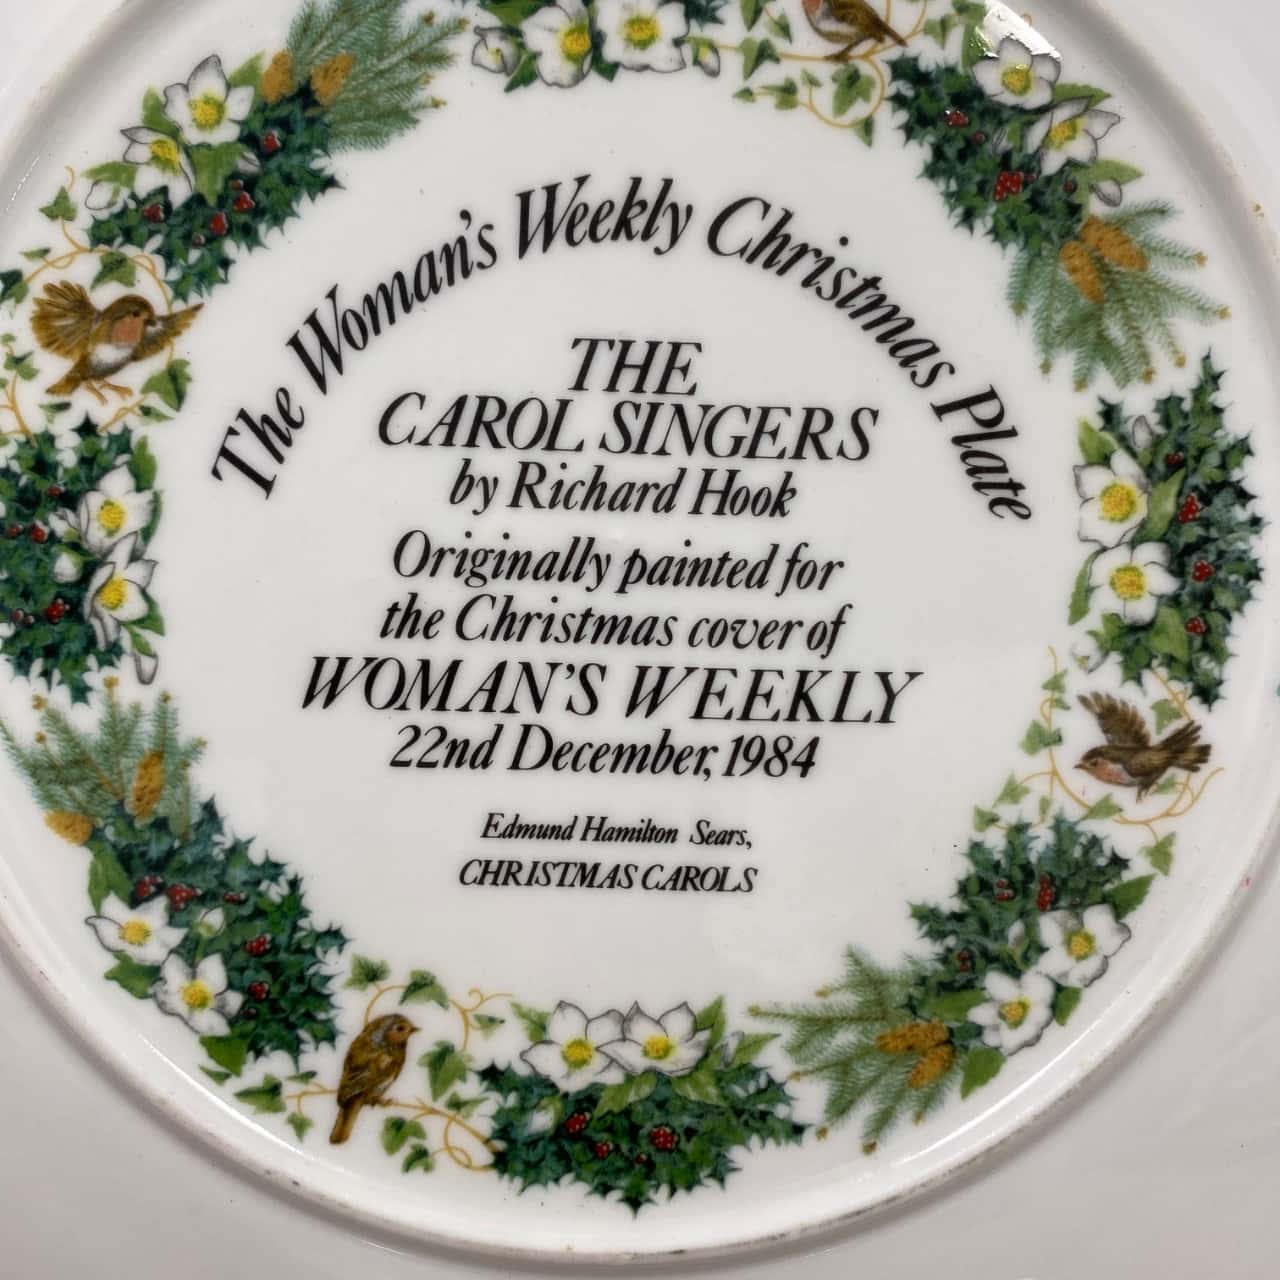 The Woman's Weekly Christmas Plate
THE
CAROL SINGERS
by Richard Hook
Originally painted for
the Christmas cover of
WOMAN'S WEEKLY
22nd December, 1984
Edmund Hamilton Sears,
CHRISTMAS CAROLS